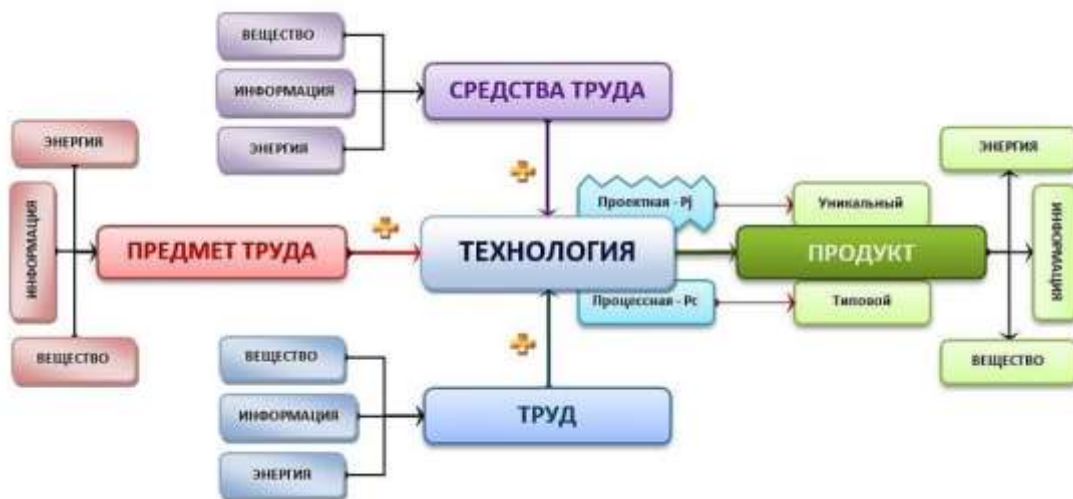 ВЕЩЕСТВО
ИНФОРМАЦИЯ
ЭНЕРГИЯ
СРЕДСТВА ТРУДА
ЭНЕРГИЯ
ИНФОРМАЦИЯ
ВЕЩЕСТВО
ПРЕДМЕТ ТРУДА
ТЕХНОЛОГИЯ
Проектная - Pj
Уникальный
ПРОДУКТ
Процессная - Pc
Типовой
ЭНЕРГИЯ
ИНФОРМАЦИЯ
ВЕЩЕСТВО
ВЕЩЕСТВО
ИНФОРМАЦИЯ
ЭНЕРГИЯ
ТРУД